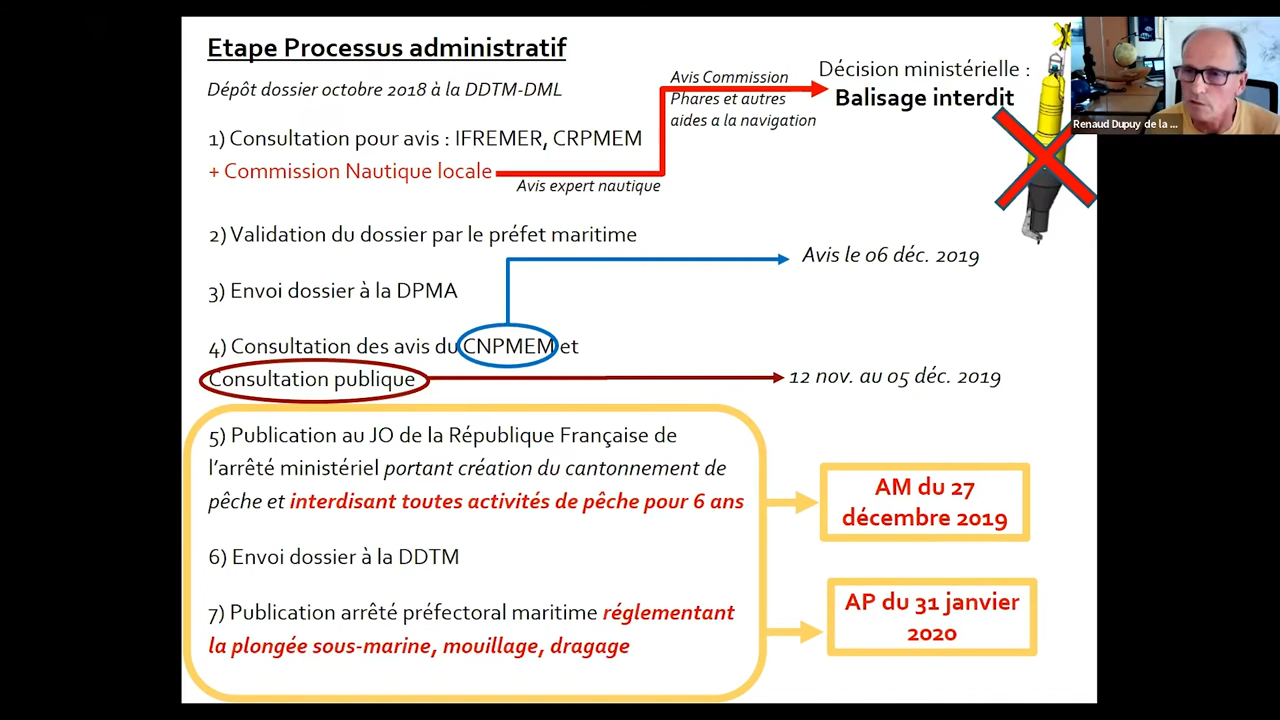 Etape Processus administratif
Dépôt dossier octobre 2018 à la DDTM-DML
Avis Commission
Phares et autres
aides a la navigation
Décision ministérielle :
Balisage interdit
Renaud Dupuy de la ...
1) Consultation pour avis : IFREMER, CRPMEM
+ Commission Nautique locale
Avis expert nautique
2) Validation du dossier par le préfet maritime
Avis le 06 déc. 2019
3) Envoi dossier à la DPMA
4) Consultation des avis du CNPMEM et
Consultation publique
12 nov. au 05 déc. 2019
5) Publication au JO de la République Française de
l'arrêté ministériel portant création du cantonnement de
pêche et interdisant toutes activités de pêche pour 6 ans
AM du 27
décembre 2019
6) Envoi dossier à la DDTM
7) Publication arrêté préfectoral maritime réglementant
la plongée sous-marine, mouillage, dragage
AP du 31 janvier
2020